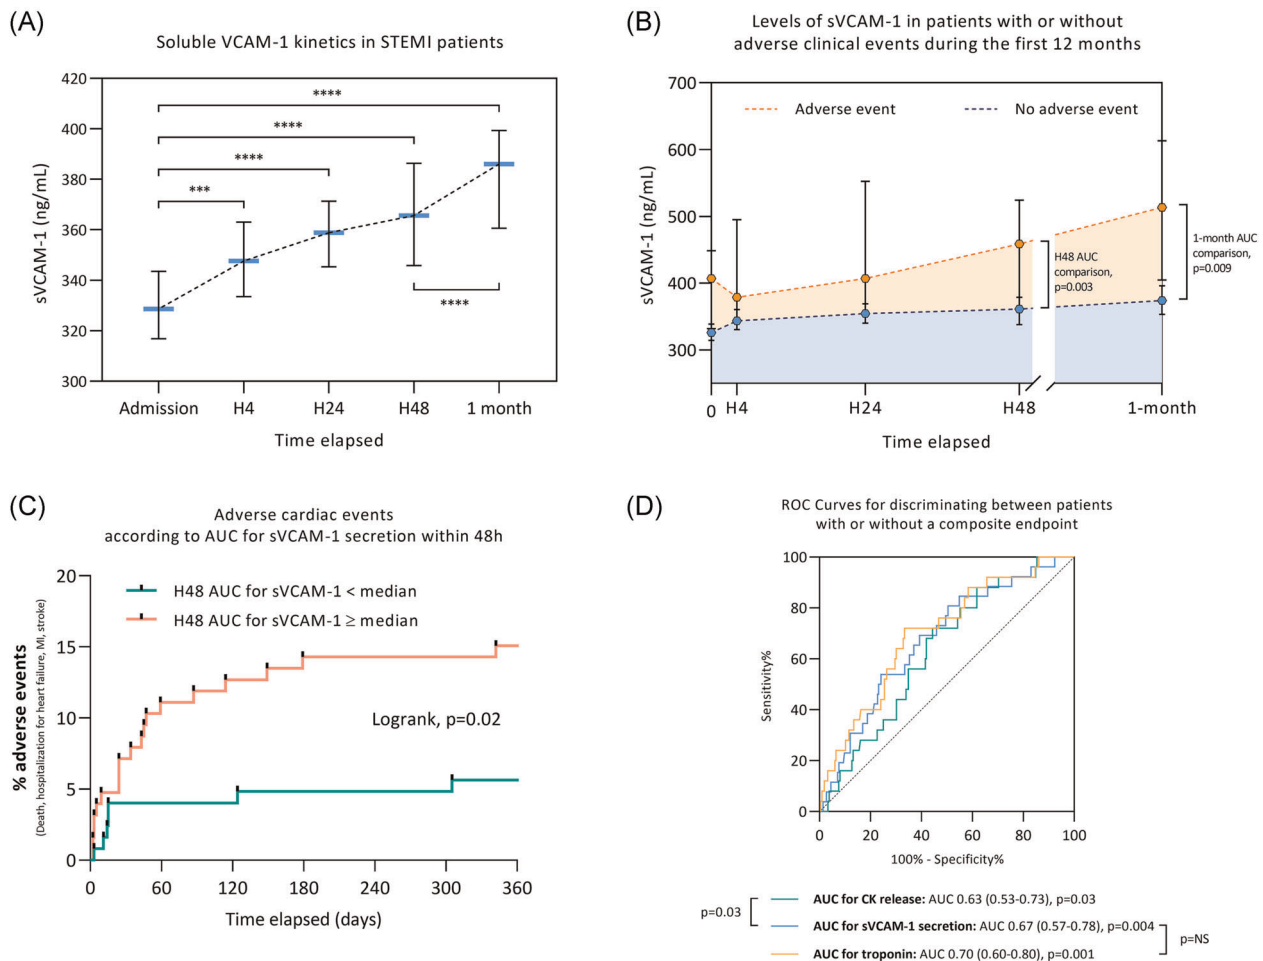 (A)
Soluble VCAM-1 kinetics in STEMI patients
sVCAM-1 (ng/mL)
420
400
380
360
340
320
300
****
****
****
***
****
Admission
H4
H24
H48
1 month
Time elapsed
(B)
Levels of sVCAM-1 in patients with or without
adverse clinical events during the first 12 months
sVCAM-1 (ng/mL)
700
600
500
400
300
Adverse event
No adverse event
H48 AUC
comparison,
p=0.003
1-month AUC
comparison,
p=0.009
0
H4
H24
H48
1-month
Time elapsed
(C)
Adverse cardiac events
according to AUC for sVCAM-1 secretion within 48h
% adverse events
(Death, hospitalization for heart failure, MI, stroke)
20
15
10
5
0
H48 AUC for sVCAM-1 < median
H48 AUC for sVCAM-1 ≥ median
Logrank, p=0.02
0
60
120
180
240
300
360
Time elapsed (days)
(D)
ROC Curves for discriminating between patients
with or without a composite endpoint
Sensitivity%
100
80
60
40
20
0
0
20
40
60
80
100
100% - Specificity%
p=0.03
AUC for CK release: AUC 0.63 (0.53-0.73), p=0.03
AUC for sVCAM-1 secretion: AUC 0.67 (0.57-0.78), p=0.004
AUC for troponin: AUC 0.70 (0.60-0.80), p=0.001
p=NS